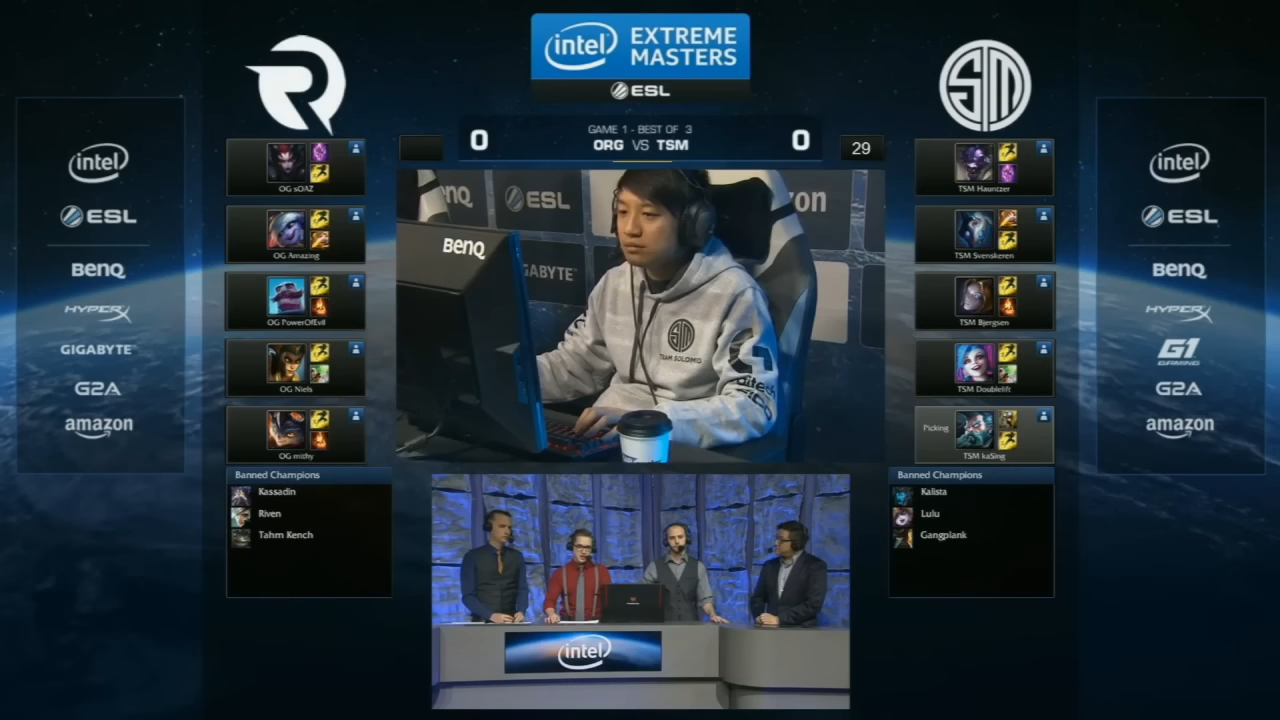 intel EXTREME MASTERS
ESL
0
GAME 1 - BEST OF 3
ORG VS TSM
0
29
intel
ESL
BENQ
HYPERX
GIGABYTE
G2A
amazon
OG sOAZ
OG Amazing
OG PowerOfEvil
OG Niels
OG mithy
Banned Champions
Kassadin
Riven
Tahm Kench
BENQ
ESL
GABYTE
zon
TSM
TEAM SOLOMID
intel
TSM
TSM Hauntzer
TSM Svenskeren
TSM Bjergsen
TSM Doublelift
Picking
TSM kaSing
Banned Champions
Kalista
Lulu
Gangplank
intel
ESL
BENQ
HYPERX
G1
GAMING
G2A
amazon